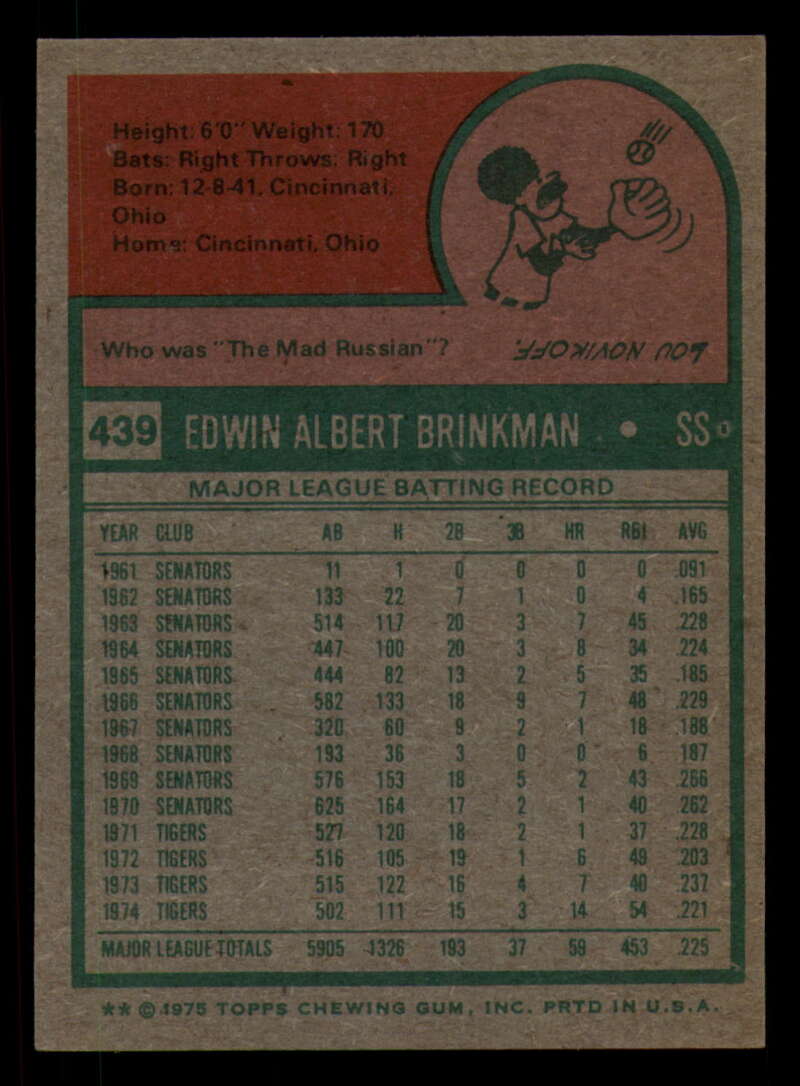 Height: 6'0" Weight: 170
Bats: Right Throws: Right
Born: 12-8-41, Cincinnati,
Ohio
Home: Cincinnati, Ohio
Who was "The Mad Russian"? LOU NOVIKOFF.
439 EDWIN ALBERT BRINKMAN • SS
MAJOR LEAGUE BATTING RECORD
YEAR CLUB AB H 2B 3B HR RBI AVG
1961 SENATORS 11 1 0 0 0 0 .091
1962 SENATORS 133 22 7 1 0 4 .165
1963 SENATORS 514 117 20 3 7 45 .228
1964 SENATORS 447 100 20 3 8 34 .224
1965 SENATORS 444 82 13 2 5 35 .185
1966 SENATORS 582 133 18 9 7 48 .229
1967 SENATORS 320 60 9 2 1 18 .188
1968 SENATORS 193 36 3 0 0 6 .187
1969 SENATORS 576 153 18 5 2 43 .266
1970 SENATORS 625 164 17 2 1 40 .262
1971 TIGERS 527 120 18 2 1 37 .228
1972 TIGERS 516 105 19 1 6 49 .203
1973 TIGERS 515 122 16 4 7 40 .237
1974 TIGERS 502 111 15 3 14 54 .221
MAJOR LEAGUE TOTALS 5905 1326 193 37 59 453 .225
** © 1975 TOPPS CHEWING GUM, INC. PRTD IN U.S.A.